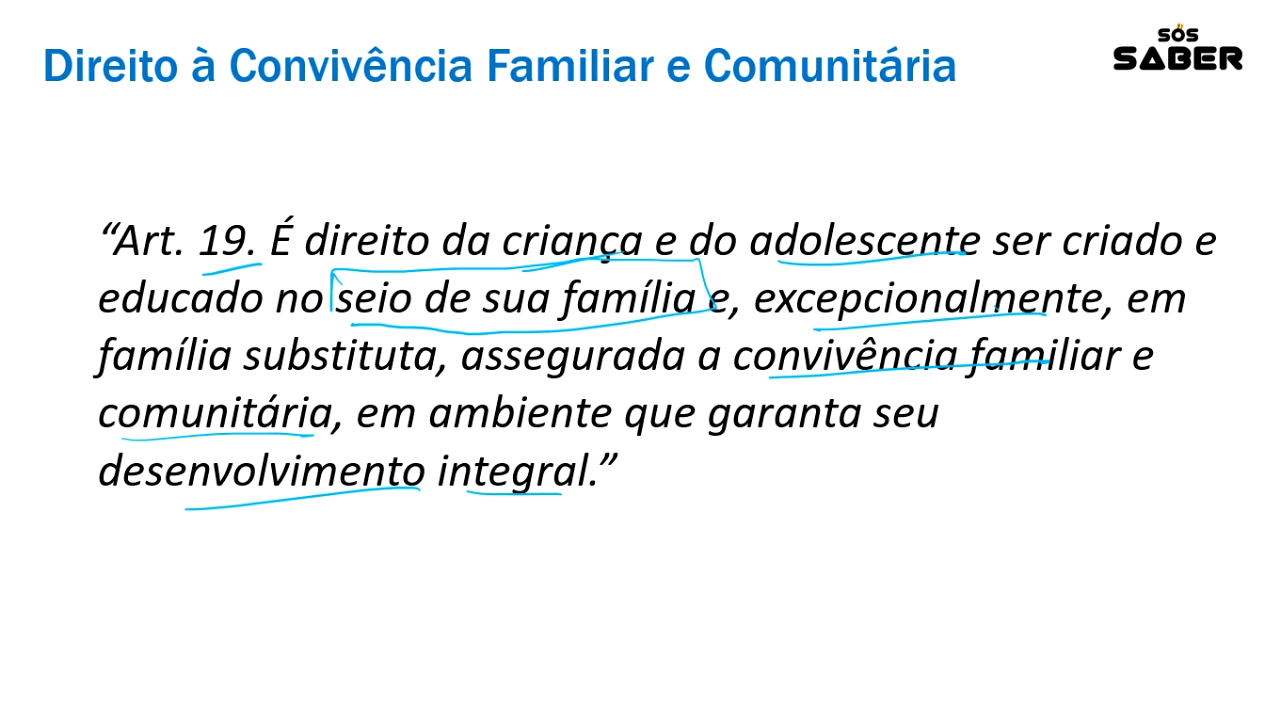 Direito à Convivência Familiar e Comunitária
SÓS
SABER
“Art. 19. É direito da criança e do adolescente ser criado e
educado no seio de sua família e, excepcionalmente, em
família substituta, assegurada a convivência familiar e
comunitária, em ambiente que garanta seu
desenvolvimento integral.”